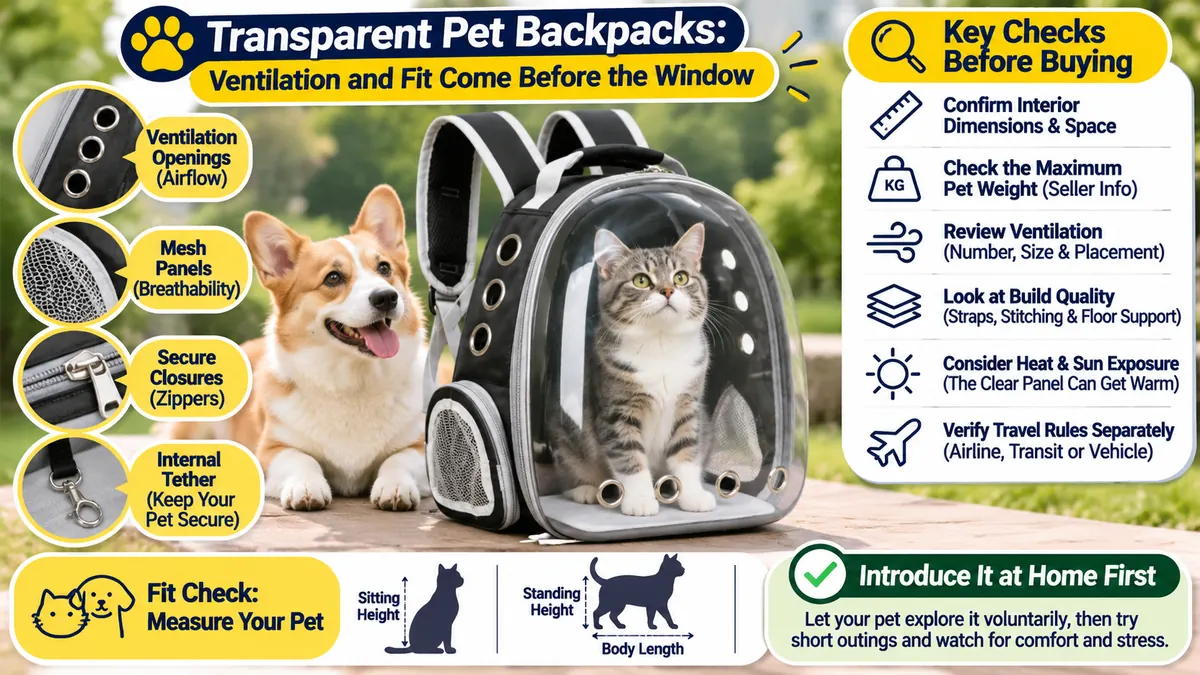 Transparent Pet Backpacks:
Ventilation and Fit Come Before the Window
Ventilation
Openings
(Airflow)
Mesh
Panels
(Breathability)
Secure
Closures
(Zippers)
Internal
Tether
(Keep Your
Pet Secure)
Key Checks
Before Buying
Confirm Interior
Dimensions & Space
KG
Check the Maximum
Pet Weight (Seller Info)
Review Ventilation
(Number, Size & Placement)
Look at Build Quality
(Straps, Stitching & Floor Support)
Consider Heat & Sun Exposure
(The Clear Panel Can Get Warm)
Verify Travel Rules Separately
(Airline, Transit or Vehicle)
Fit Check:
Measure Your Pet
Sitting
Height
Standing
Height
Body Length
Introduce It at Home First
Let your pet explore it voluntarily, then try
short outings and watch for comfort and stress.